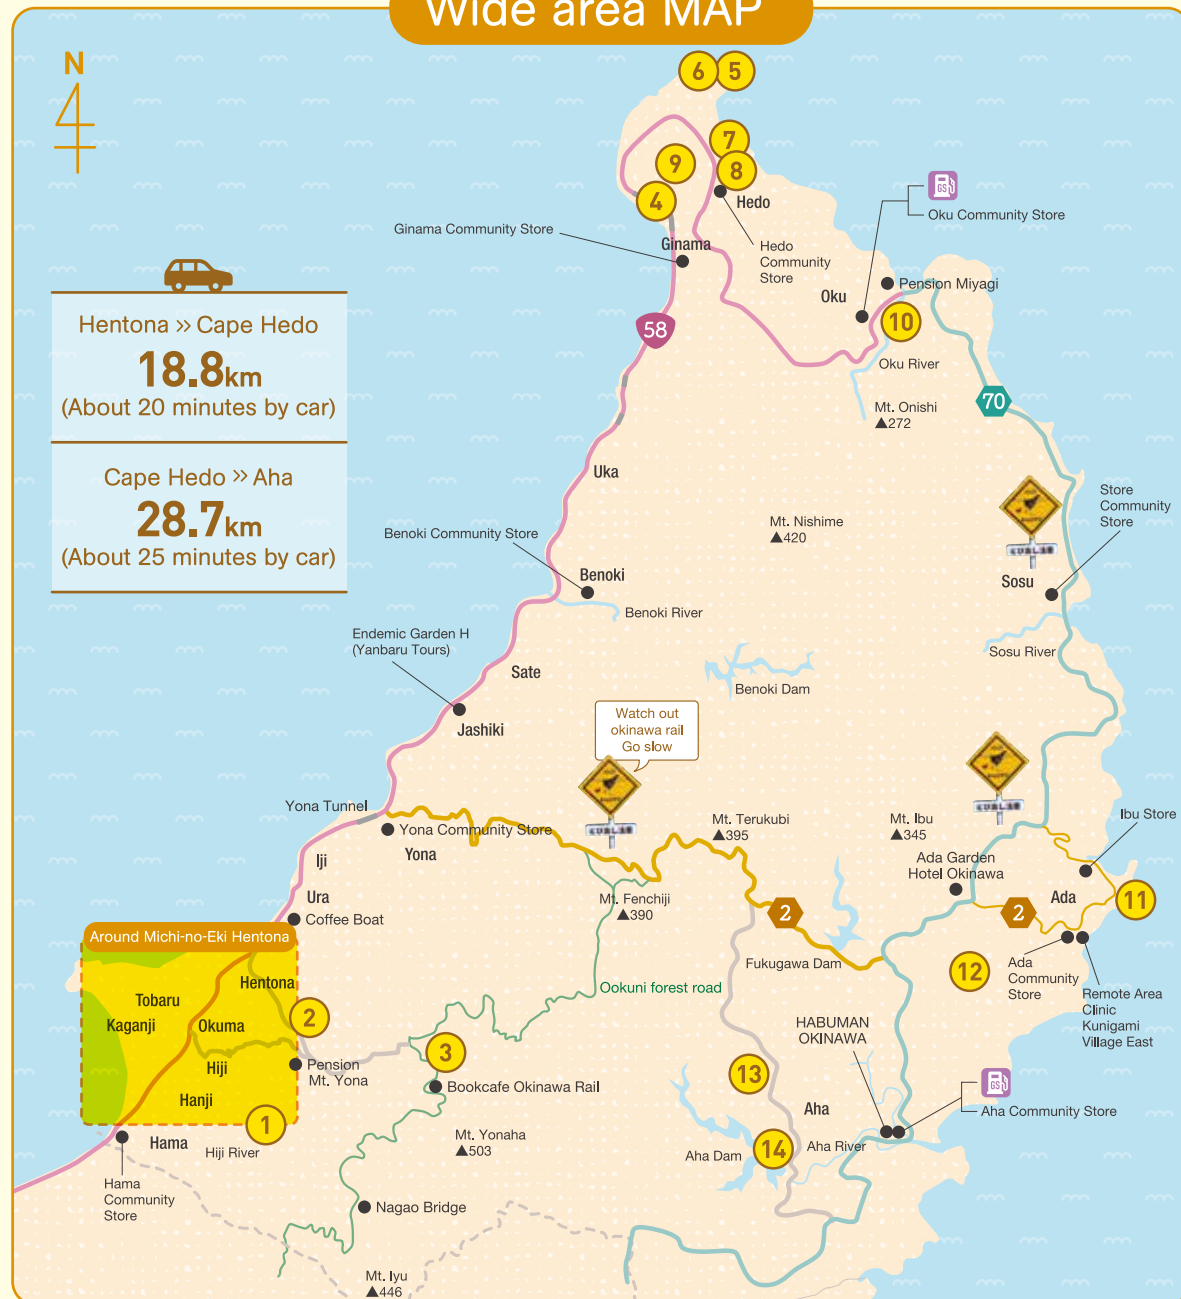 Wide area MAP
N
6
5
7
9
8
4
Hedo
GS
Oku Community Store
Ginama Community Store
Ginama
Hedo
Community
Store
Pension Miyagi
Oku
10
58
Oku River
Hentona » Cape Hedo
18.8km
(About 20 minutes by car)
Cape Hedo » Aha
28.7km
(About 25 minutes by car)
Mt. Onishi
▲272
70
Uka
Store
Community
Store
Mt. Nishime
▲420
Benoki Community Store
Benoki
Sosu
Benoki River
Endemic Garden H
(Yanbaru Tours)
Sosu River
Sate
Benoki Dam
Jashiki
Watch out
okinawa rail
Go slow
Yona Tunnel
Yona Community Store
Yona
Mt. Terukubi
▲395
Mt. Ibu
▲345
Ibu Store
Iji
Ada Garden
Hotel Okinawa
Ura
Mt. Fenchiji
▲390
Ada
11
Coffee Boat
2
2
Around Michi-no-Eki Hentona
Fukugawa Dam
12
Ada
Community
Store
Remote Area
Clinic
Kunigami
Village East
Hentona
Ookuni forest road
Tobaru
Kaganji
Okuma
2
HABUMAN
OKINAWA
3
Hiji
Pension
Mt. Yona
13
Bookcafe Okinawa Rail
GS
Hanji
Aha
Aha Community Store
1
Hama
Hiji River
Mt. Yonaha
▲503
Aha Dam
14
Aha River
Hama
Community
Store
Nagao Bridge
Mt. Iyu
▲446